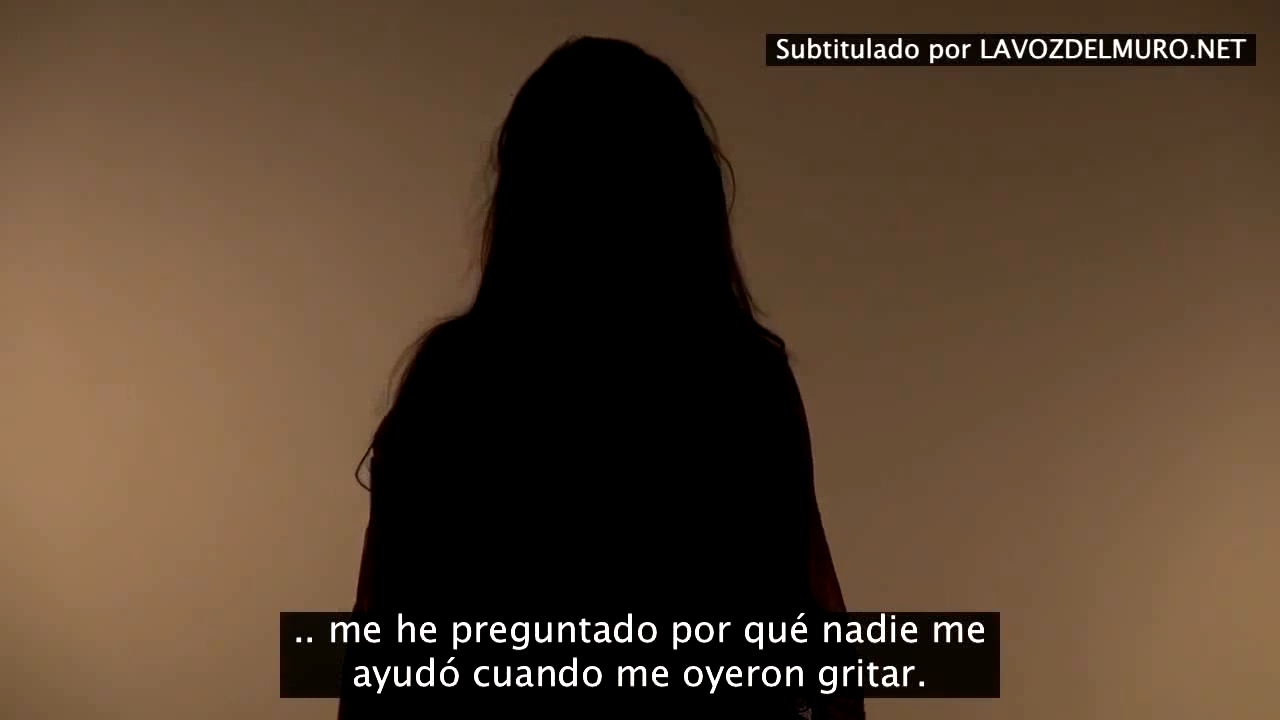 Subtitulado por LAVOZDELMURO.NET
.. me he preguntado por qué nadie me
ayudó cuando me oyeron gritar.